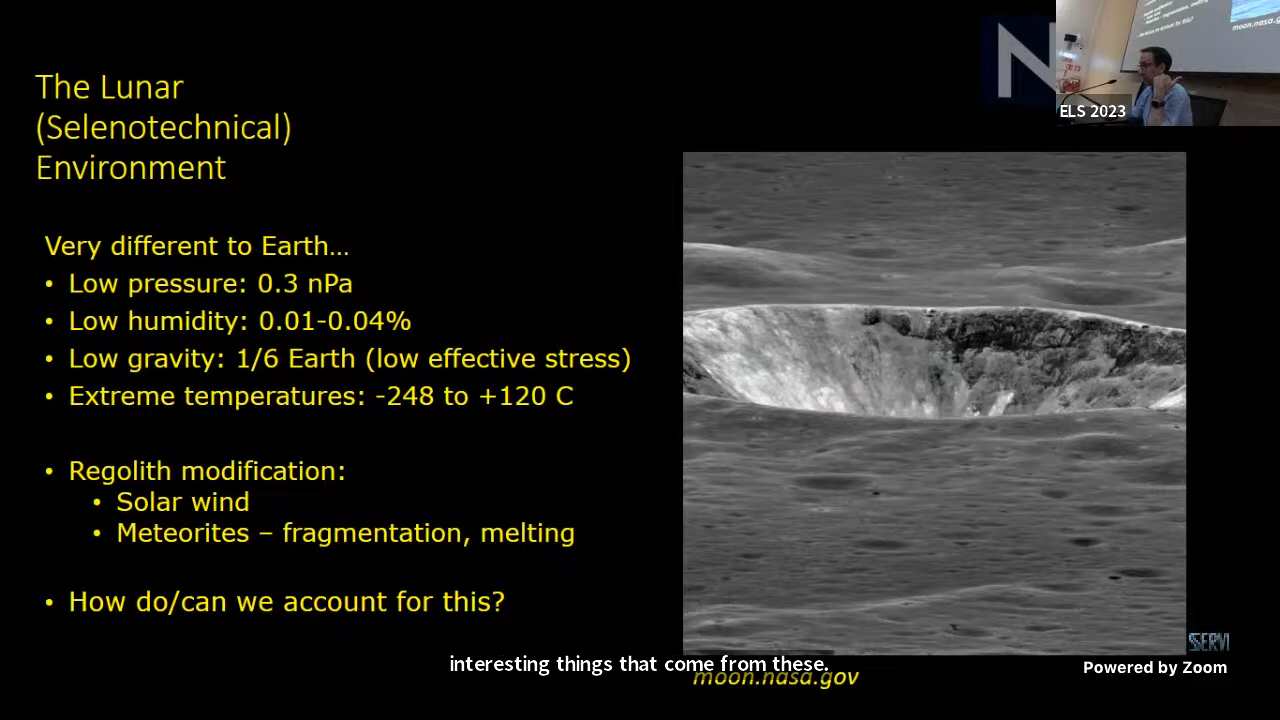 The Lunar
(Selenotechnical)
Environment
Very different to Earth…
• Low pressure: 0.3 nPa
• Low humidity: 0.01-0.04%
• Low gravity: 1/6 Earth (low effective stress)
• Extreme temperatures: -248 to +120 C
• Regolith modification:
• Solar wind
• Meteorites – fragmentation, melting
• How do/can we account for this?
N
moon.nasa.go
ELS 2023
SERVI
interesting things that come from these.
moon.nasa.gov
Powered by Zoom